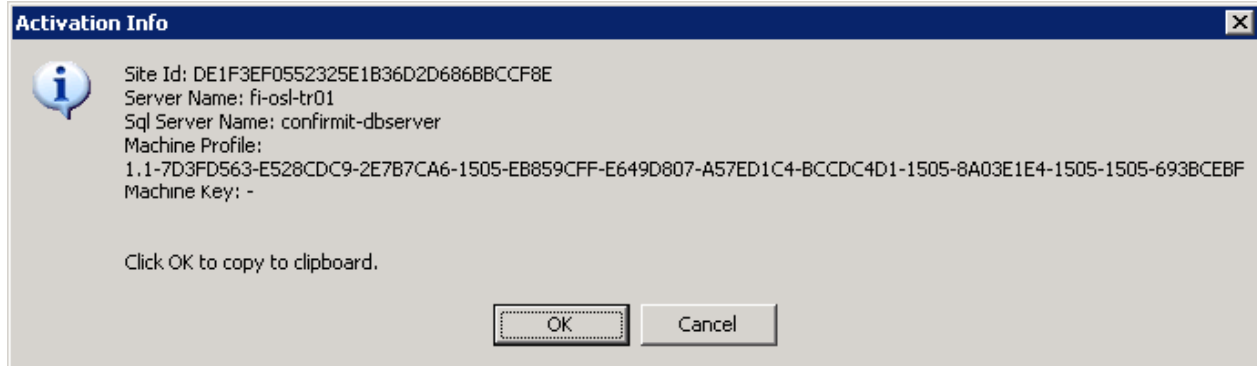 Activation Info
Site Id: DE1F3EF0552325E1B36D2D686BBCCF8E
Server Name: fi-osl-tr01
Sql Server Name: confirmit-dbserver
Machine Profile:
1.1-7D3FD563-E528CDC9-2E7B7CA6-1505-EB859CFF-E649D807-A57ED1C4-BCCDC4D1-1505-8A03E1E4-1505-1505-693BCEBF
Machine Key: -
Click OK to copy to clipboard.
OK
Cancel